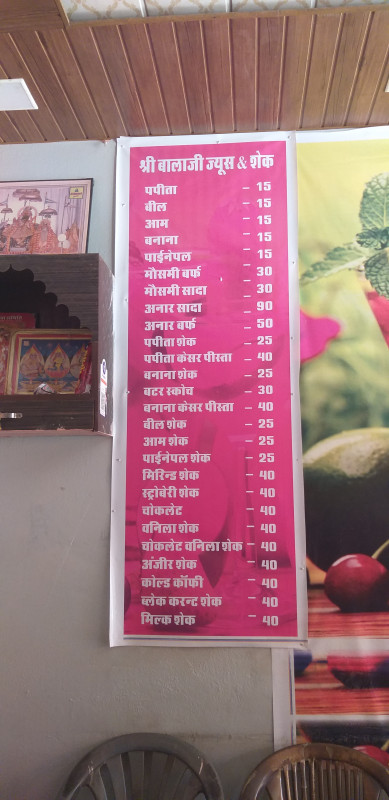 श्री बालाजी ज्यूस & शेक
पपीता - 15
बील - 15
आम - 15
बनाना - 15
पाईनेपल - 15
मौसमी बर्फ - 30
मौसमी सादा - 30
अनार सादा - 90
अनार बर्फ - 50
पपीता शेक - 25
पपीता केसर पीस्ता - 40
बनाना शेक - 25
बटर स्कोच - 30
बनाना केसर पीस्ता - 40
बील शेक - 25
आम शेक - 25
पाईनेपल शेक - 25
मिरिन्ड शेक - 40
स्ट्रोबेरी शेक - 40
चोकलेट - 40
वनिला शेक - 40
चोकलेट वनिला शेक - 40
अंजीर शेक - 40
कोल्ड कॉफी - 40
ब्लेक करन्ट शेक - 40
मिल्क शेक - 40